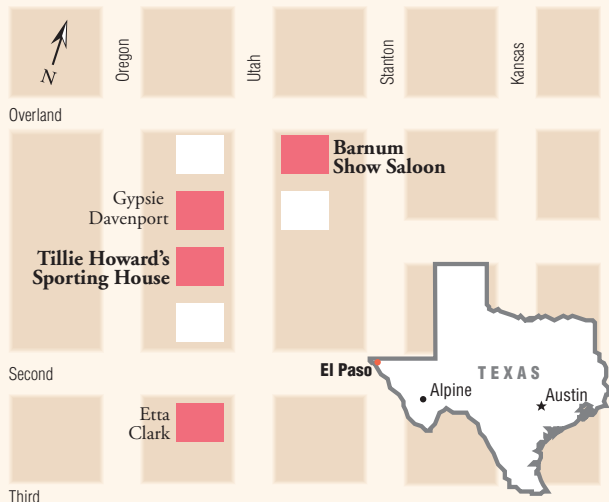 N
Oregon
Utah
Stanton
Kansas
Overland
Barnum
Show Saloon
Gypsie
Davenport
Tillie Howard's
Sporting House
El Paso
TEXAS
Alpine
Austin
Second
Etta
Clark
Third